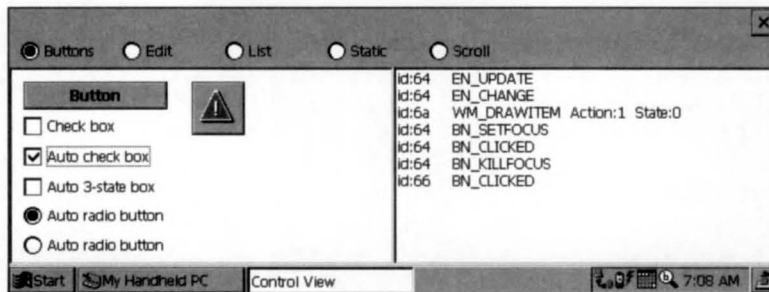 Buttons Edit List Static Scroll
Button
Check box
Auto check box
Auto 3-state box
Auto radio button
Auto radio button
id:64 EN_UPDATE
id:64 EN_CHANGE
id:6a WM_DRAWITEM Action:1 State:0
id:64 BN_SETFOCUS
id:64 BN_CLICKED
id:64 BN_KILLFOCUS
id:66 BN_CLICKED
Start My Handheld PC Control View 7:08 AM